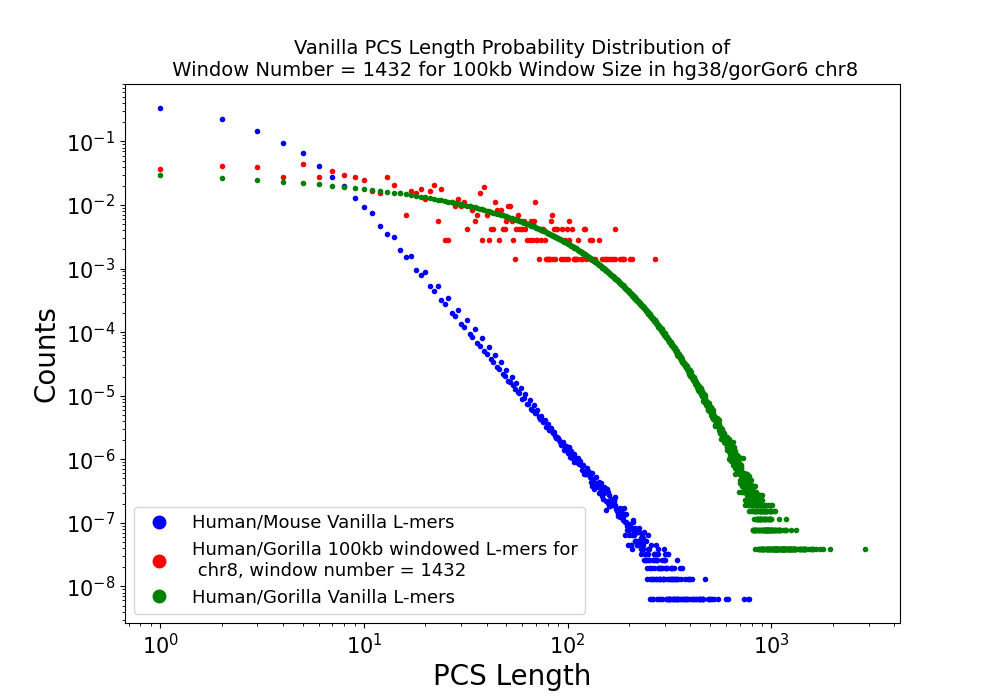 Vanilla PCS Length Probability Distribution of
Window Number = 1432 for 100kb Window Size in hg38/gorGor6 chr8
Counts
10⁻¹
10⁻²
10⁻³
10⁻⁴
10⁻⁵
10⁻⁶
10⁻⁷
10⁻⁸
Human/Mouse Vanilla L-mers
Human/Gorilla 100kb windowed L-mers for
chr8, window number = 1432
Human/Gorilla Vanilla L-mers
10⁰ 10¹ 10² 10³
PCS Length